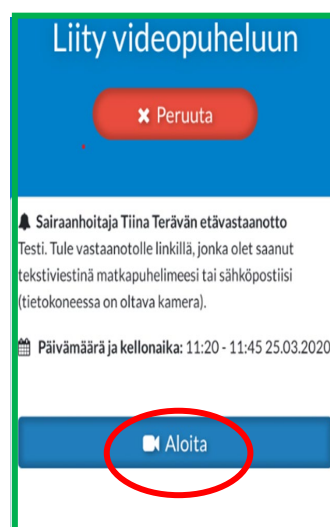 Liity videopuheluun
Peruuta
Sairaanhoitaja Tiina Terävän etävastaanotto
Testi. Tule vastaanotolle linkillä, jonka olet saanut
tekstiviestinä matkapuhelimeesi tai sähköpostiisi
(tietokoneessa on oltava kamera).
Päivämäärä ja kellonaika: 11:20 - 11:45 25.03.2020
Aloita